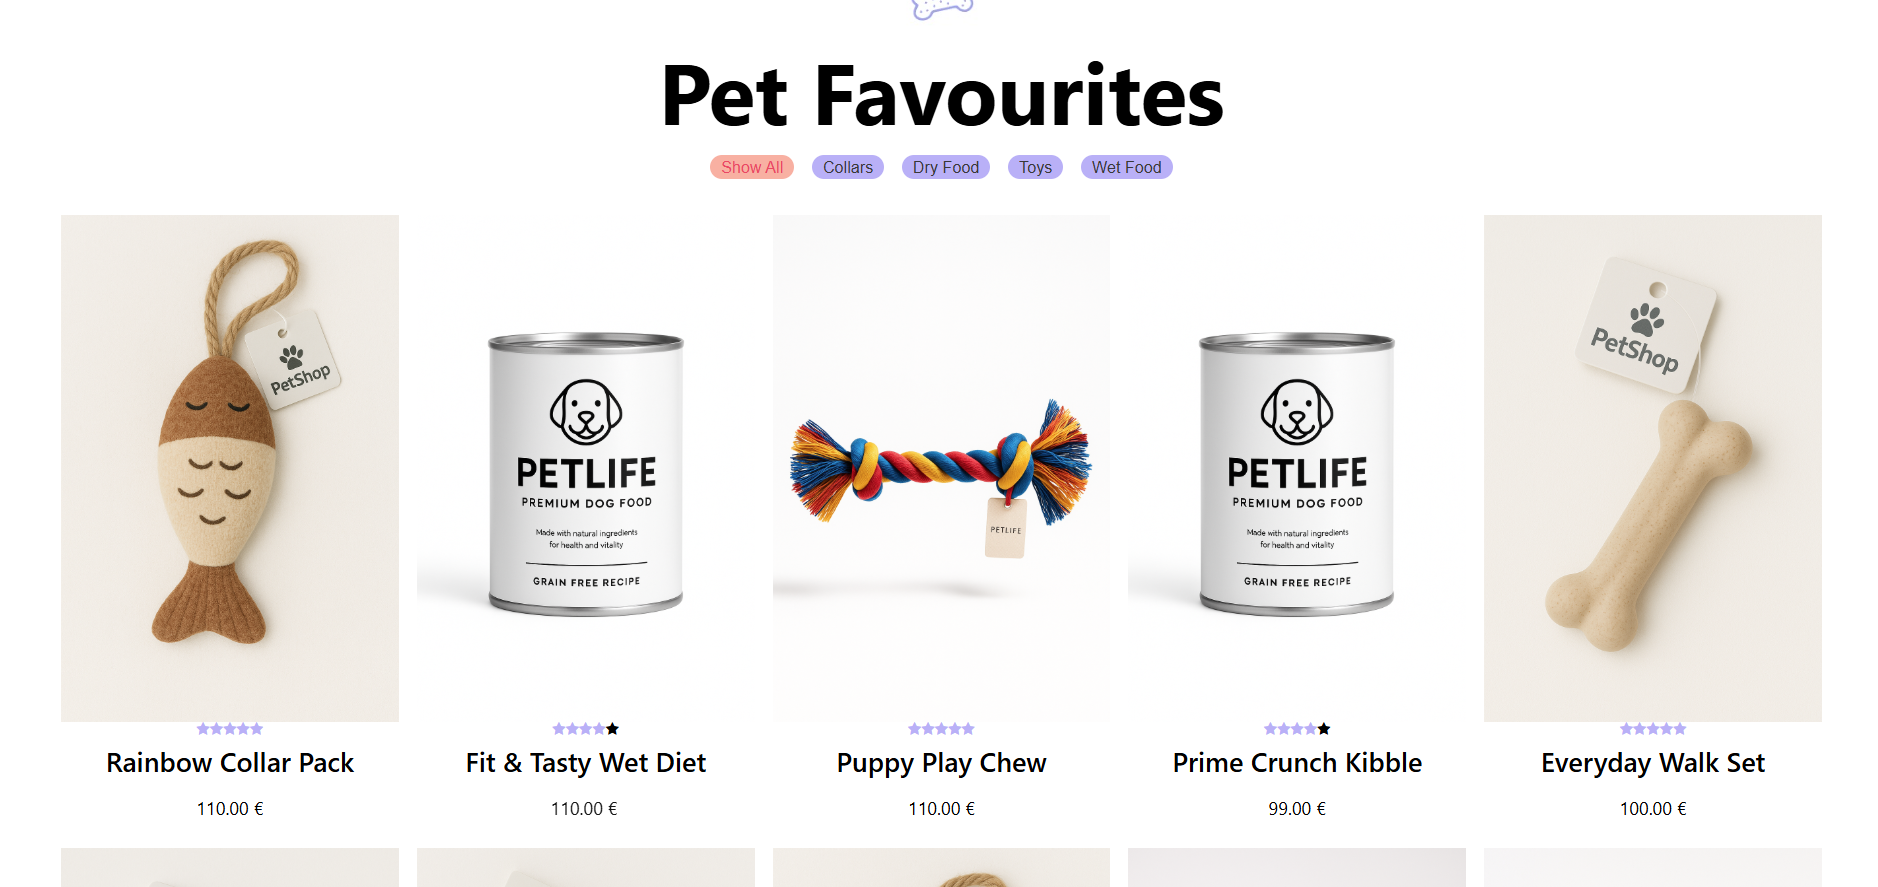 Pet Favourites
Show All
Collars
Dry Food
Toys
Wet Food
PetShop
PETLIFE
PREMIUM DOG FOOD
Made with natural ingredients
for health and vitality
GRAIN FREE RECIPE
PETLIFE
PETLIFE
PREMIUM DOG FOOD
Made with natural ingredients
for health and vitality
GRAIN FREE RECIPE
PetShop
Rainbow Collar Pack
110.00 €
Fit & Tasty Wet Diet
110.00 €
Puppy Play Chew
110.00 €
Prime Crunch Kibble
99.00 €
Everyday Walk Set
100.00 €